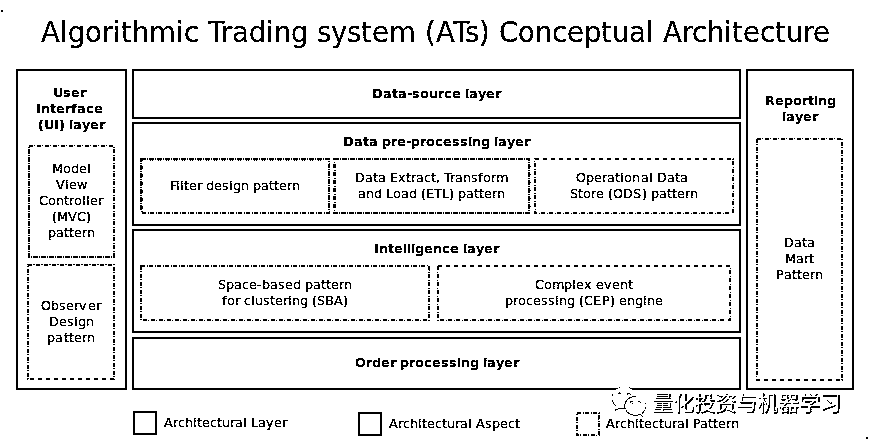 Algorithmic Trading system (ATs) Conceptual Architecture
User
Interface
(UI) layer
Model
View
Controller
(MVC)
pattern
Observer
Design
pattern
Data-source layer
Data pre-processing layer
Filter design pattern
Data Extract, Transform
and Load (ETL) pattern
Operational Data
Store (ODS) pattern
Intelligence layer
Space-based pattern
for clustering (SBA)
Complex event
processing (CEP) engine
Order processing layer
Reporting
layer
Data
Mart
Pattern
量化投资与机器学习
Architectural Layer
Architectural Aspect
Architectural Pattern